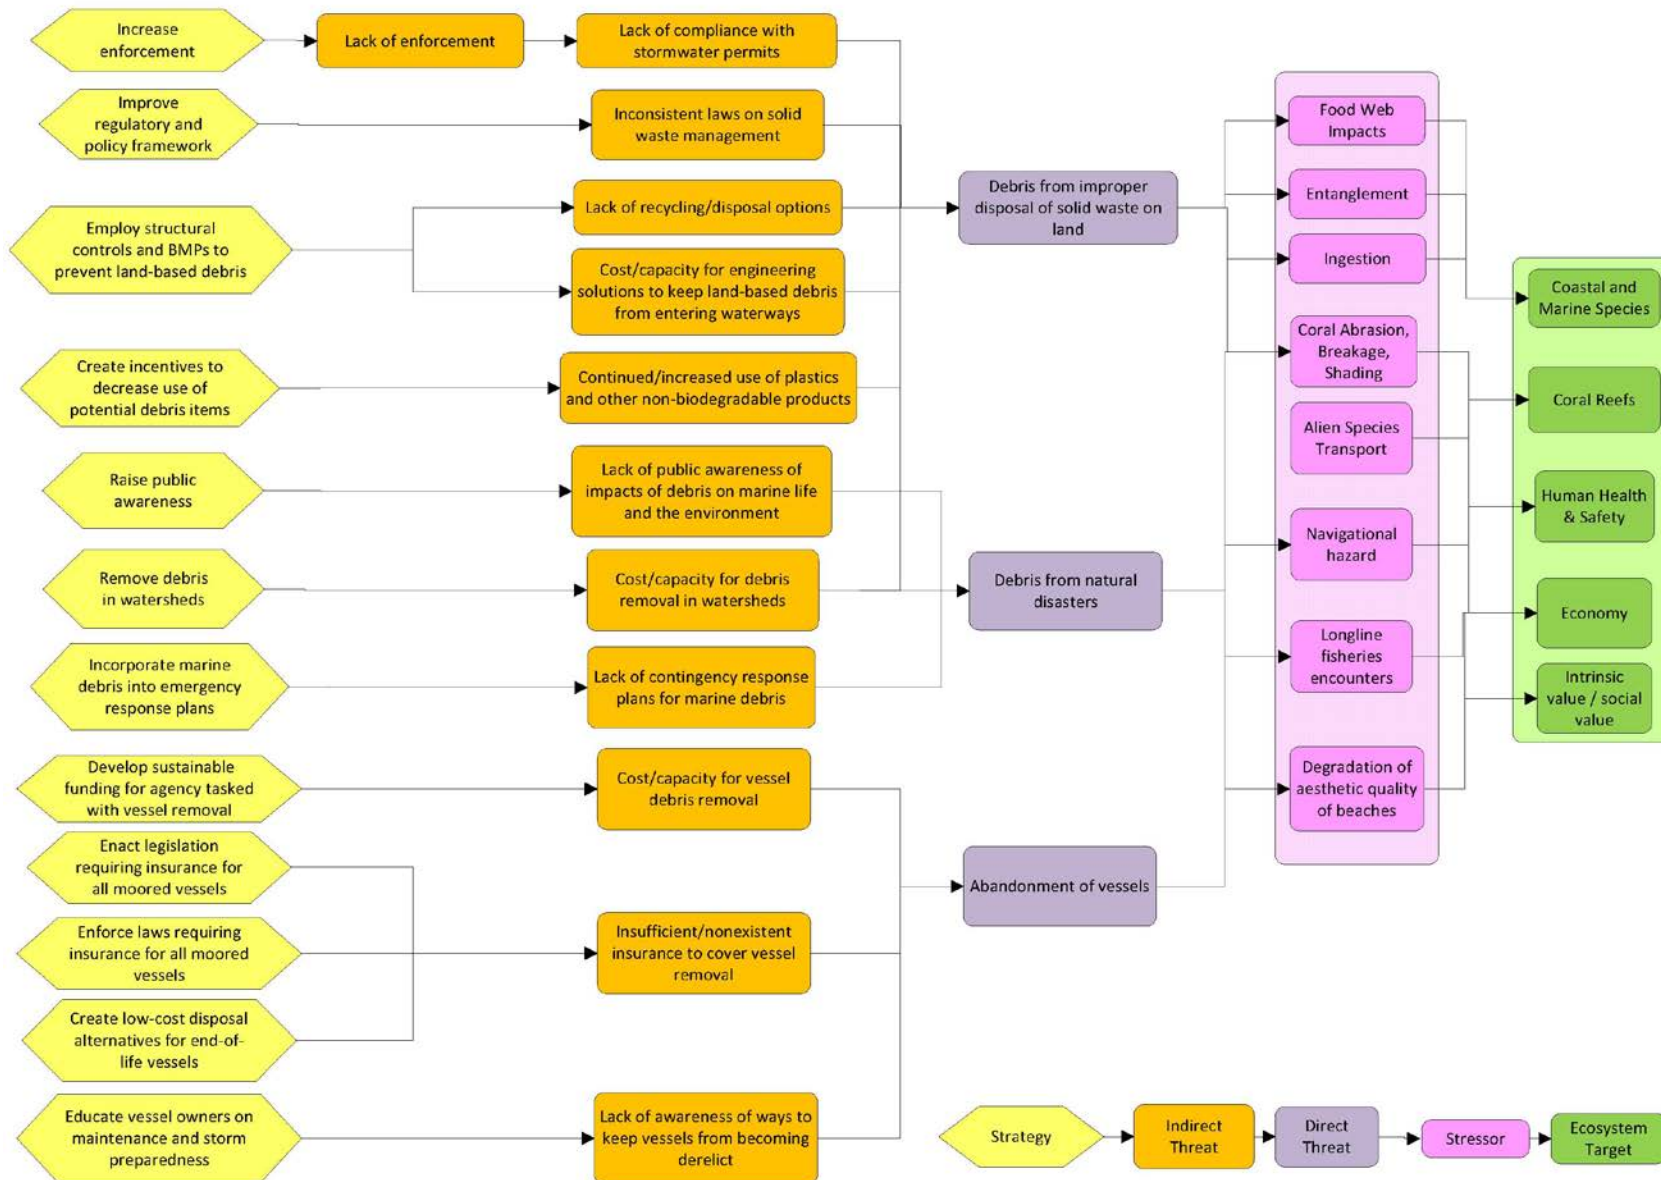 Increase
enforcement
Lack of enforcement
Lack of compliance with
stormwater permits
Improve
regulatory and
policy framework
Inconsistent laws on solid
waste management
Employ structural
controls and BMPs to
prevent land-based debris
Lack of recycling/disposal options
Cost/capacity for engineering
solutions to keep land-based debris
from entering waterways
Create incentives to
decrease use of
potential debris items
Continued/increased use of plastics
and other non-biodegradable products
Raise public
awareness
Lack of public awareness of
impacts of debris on marine life
and the environment
Remove debris
in watersheds
Cost/capacity for debris
removal in watersheds
Incorporate marine
debris into emergency
response plans
Lack of contingency response
plans for marine debris
Develop sustainable
funding for agency tasked
with vessel removal
Cost/capacity for vessel
debris removal
Enact legislation
requiring insurance for
all moored vessels
Enforce laws requiring
insurance for all moored
vessels
Insufficient/nonexistent
insurance to cover vessel
removal
Create low-cost disposal
alternatives for end-of-
life vessels
Educate vessel owners on
maintenance and storm
preparedness
Lack of awareness of ways to
keep vessels from becoming
derelict
Debris from improper
disposal of solid waste on
land
Debris from natural
disasters
Abandonment of vessels
Food Web
Impacts
Entanglement
Ingestion
Coral Abrasion,
Breakage,
Shading
Alien Species
Transport
Navigational
hazard
Longline
fisheries
encounters
Degradation of
aesthetic quality
of beaches
Coastal and
Marine Species
Coral Reefs
Human Health
& Safety
Economy
Intrinsic
value / social
value
Strategy
Indirect
Threat
Direct
Threat
Stressor
Ecosystem
Target